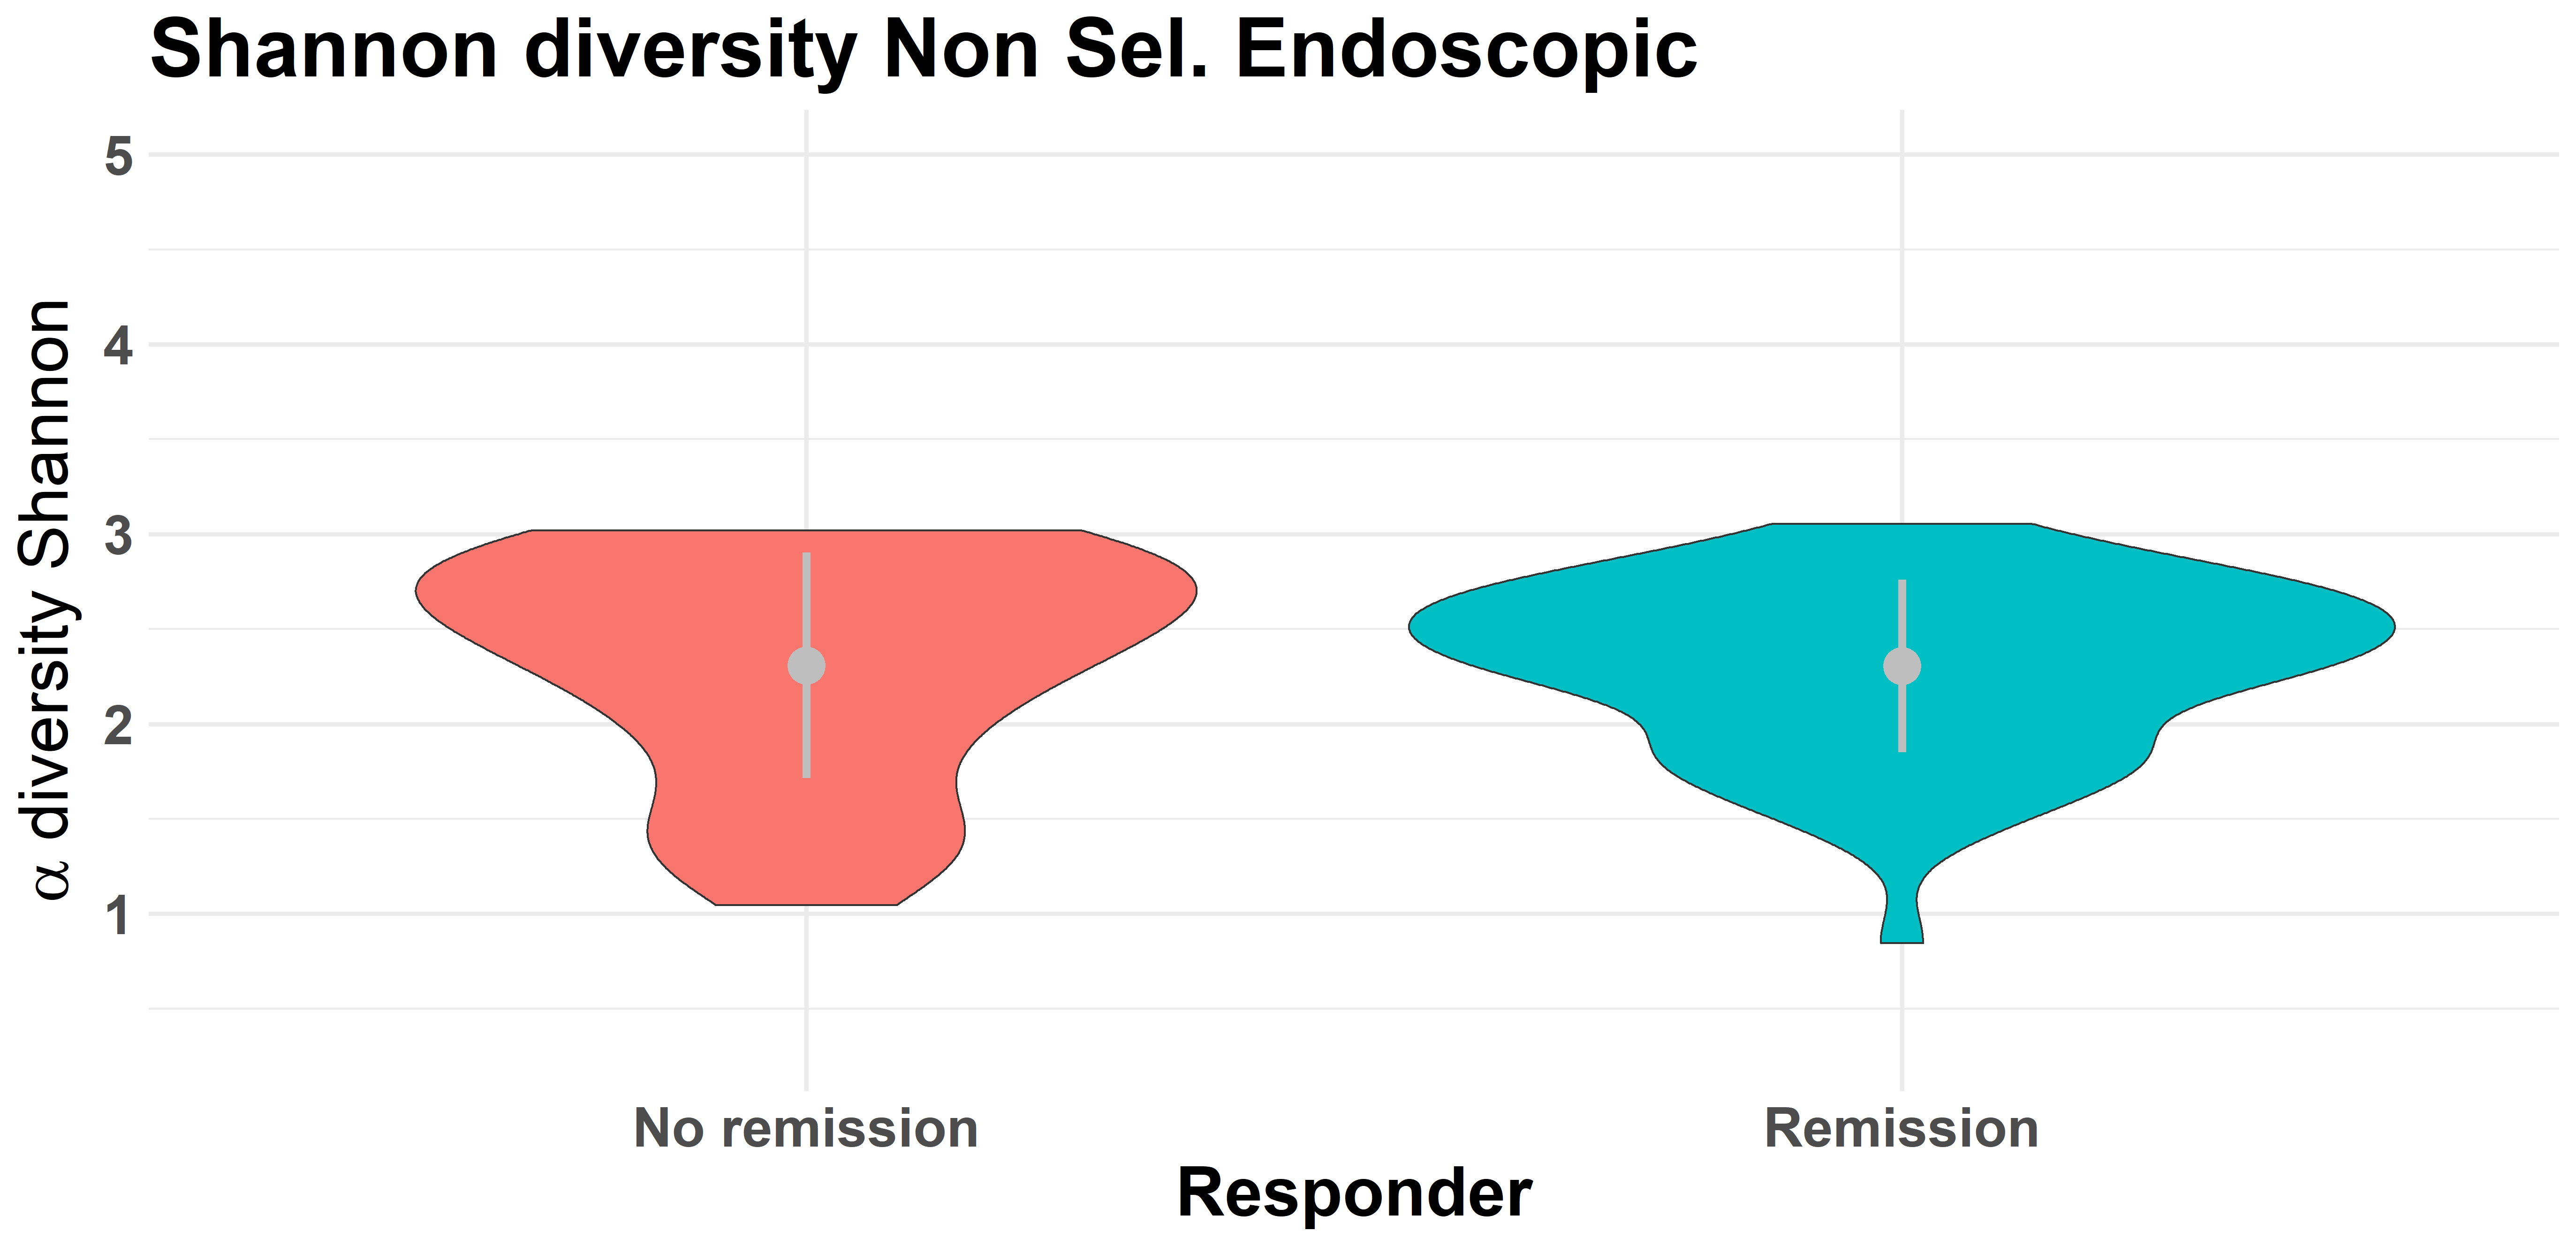 Shannon diversity Non Sel. Endoscopic
α diversity Shannon
5
4
3
2
1
No remission
Remission
Responder